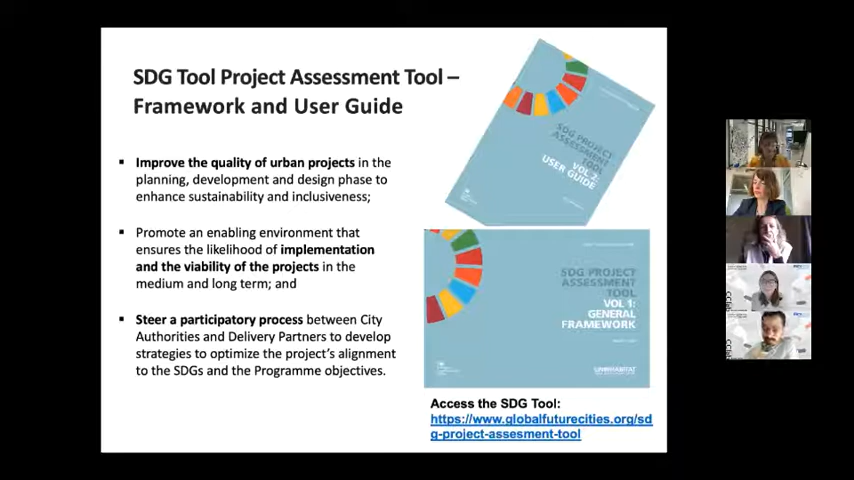 SDG Tool Project Assessment Tool –
Framework and User Guide
▪ Improve the quality of urban projects in the
planning, development and design phase to
enhance sustainability and inclusiveness;
▪ Promote an enabling environment that
ensures the likelihood of implementation
and the viability of the projects in the
medium and long term; and
▪ Steer a participatory process between City
Authorities and Delivery Partners to develop
strategies to optimize the project's alignment
to the SDGs and the Programme objectives.
SDG PROJECT
ASSESSMENT
TOOL
VOL 2:
USER GUIDE
SDG PROJECT
ASSESSMENT
TOOL
VOL 1:
GENERAL
FRAMEWORK
UN HABITAT
Access the SDG Tool:
https://www.globalfuturecities.org/sd
g-project-assesment-tool